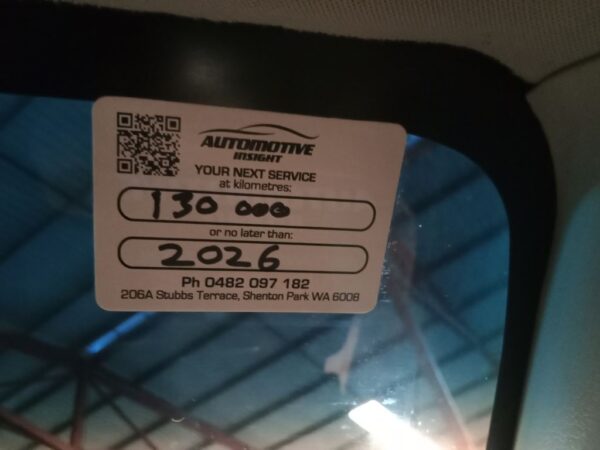 AUTOMOTIVE
INSIGHT
YOUR NEXT SERVICE
at kilometres:
130 000
or no later than:
2026
Ph 0482 097 182
206A Stubbs Terrace, Shenton Park WA 6008